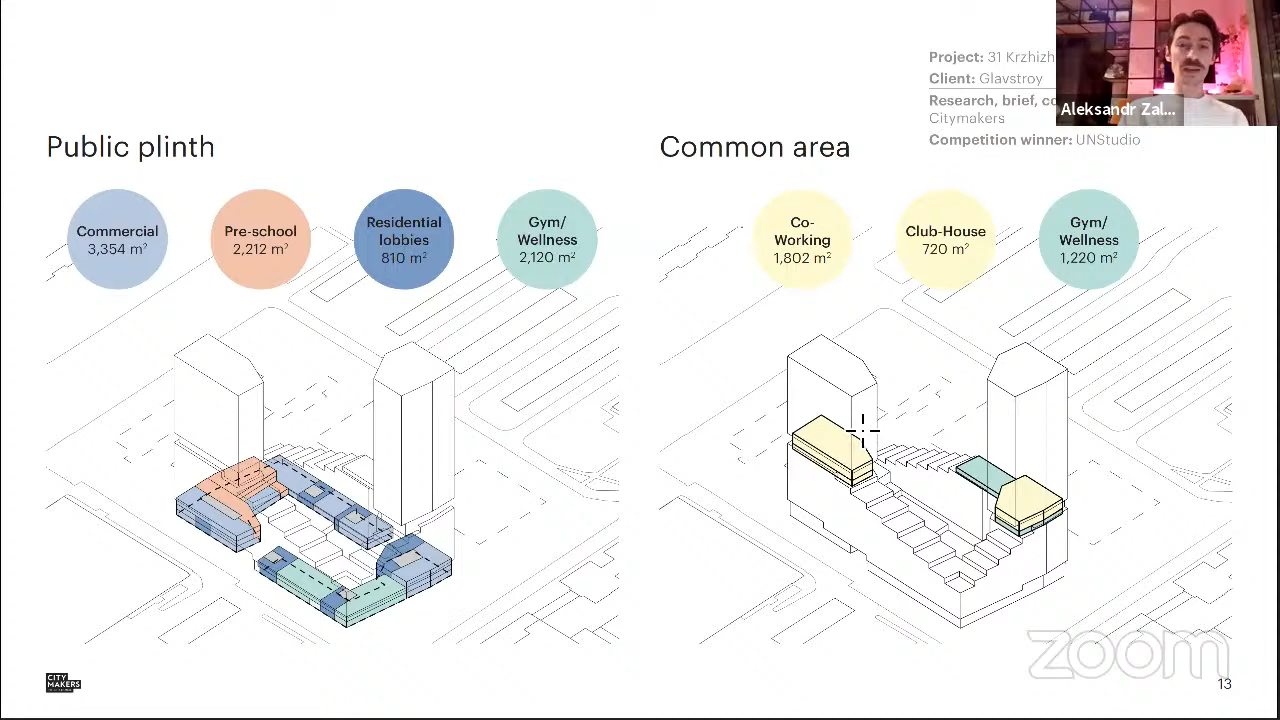 Project: 31 Krzhizh
Client: Glavstroy
Research, brief, co
Citymakers
Competition winner: UNStudio
Aleksandr Zal...
Public plinth
Commercial
3,354 m²
Pre-school
2,212 m²
Residential
lobbies
810 m²
Gym/
Wellness
2,120 m²
Common area
Co-
Working
1,802 m²
Club-House
720 m²
Gym/
Wellness
1,220 m²
CITY
MAKERS
zoom
13